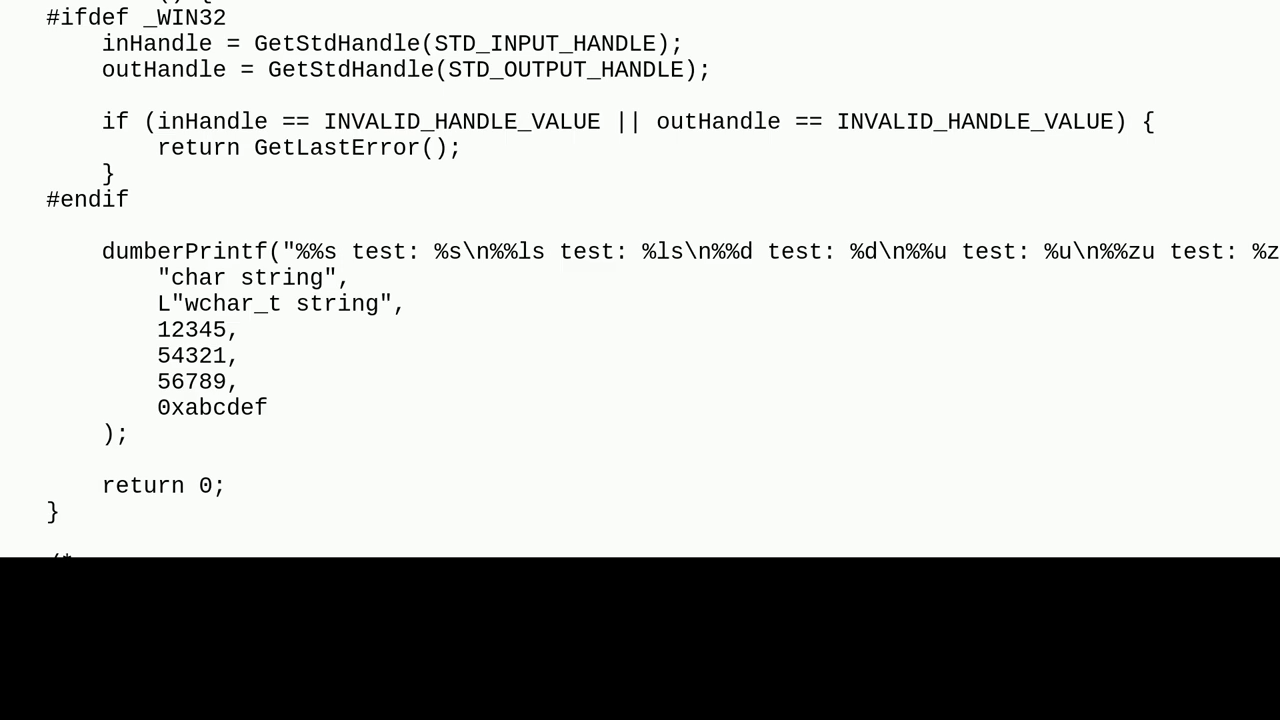 #ifdef _WIN32
    inHandle = GetStdHandle(STD_INPUT_HANDLE);
    outHandle = GetStdHandle(STD_OUTPUT_HANDLE);

    if (inHandle == INVALID_HANDLE_VALUE || outHandle == INVALID_HANDLE_VALUE) {
        return GetLastError();
    }
#endif

    dumberPrintf("%%s test: %s\n%%ls test: %ls\n%%d test: %d\n%%u test: %u\n%%zu test: %z
        "char string",
        L"wchar_t string",
        12345,
        54321,
        56789,
        0xabcdef
    );

    return 0;
}